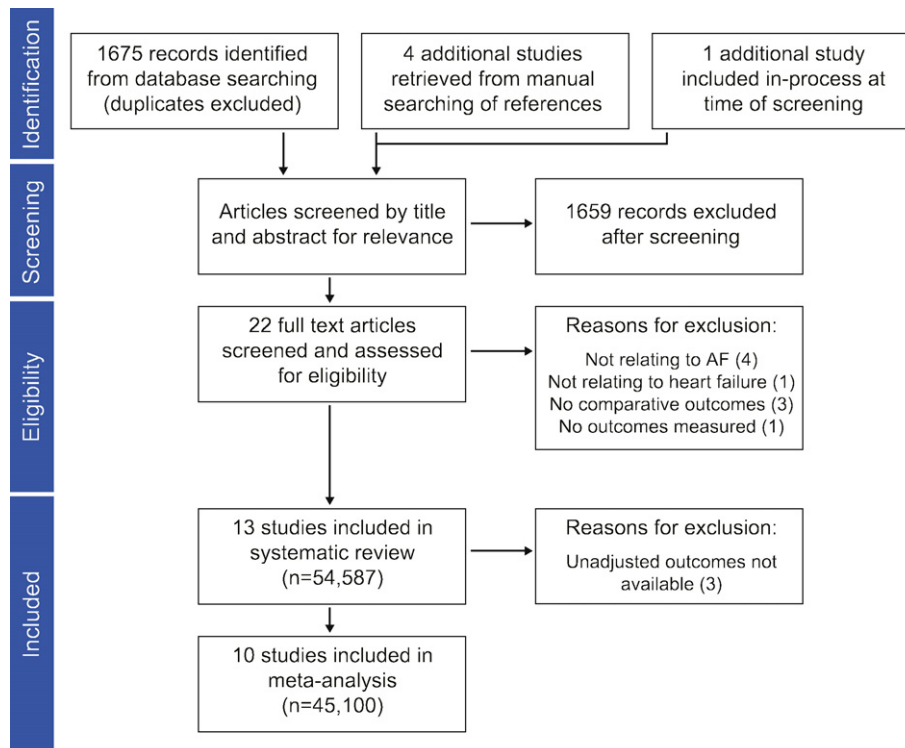 Identification
1675 records identified
from database searching
(duplicates excluded)
4 additional studies
retrieved from manual
searching of references
1 additional study
included in-process at
time of screening
Screening
Articles screened by title
and abstract for relevance
1659 records excluded
after screening
Eligibility
22 full text articles
screened and assessed
for eligibility
Reasons for exclusion:
Not relating to AF (4)
Not relating to heart failure (1)
No comparative outcomes (3)
No outcomes measured (1)
Included
13 studies included in
systematic review
(n=54,587)
Reasons for exclusion:
Unadjusted outcomes not
available (3)
10 studies included in
meta-analysis
(n=45,100)